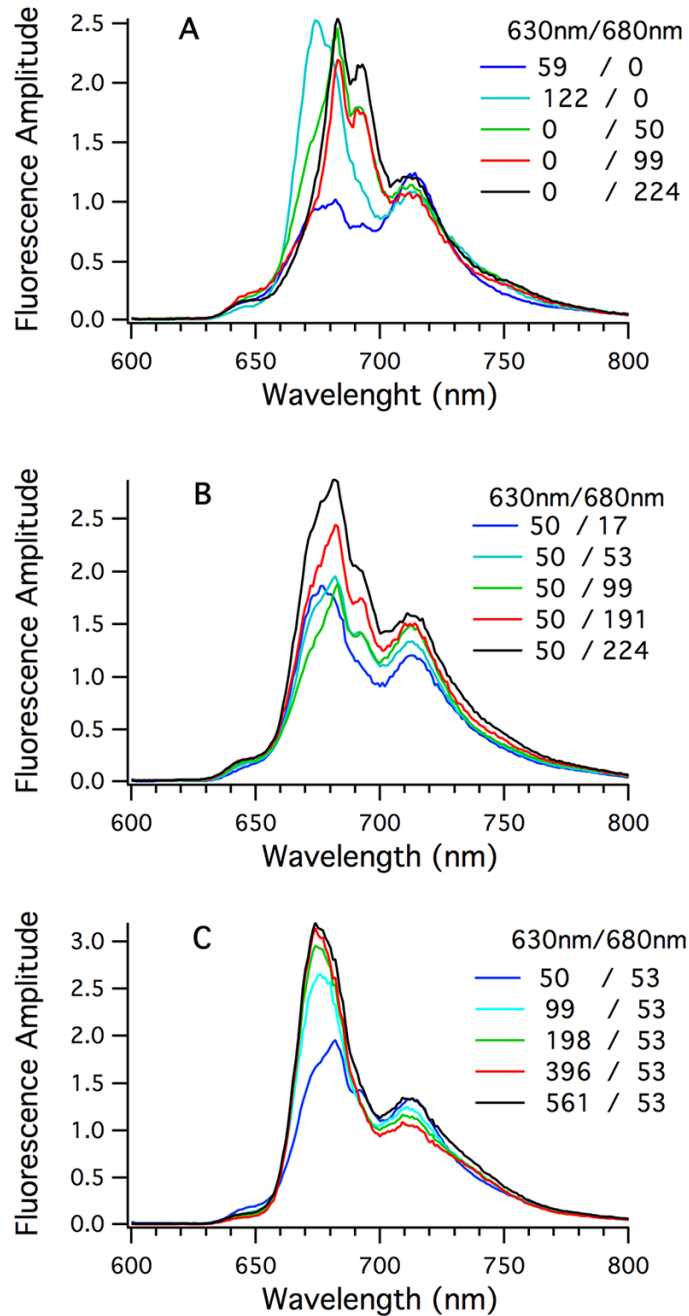 A
630nm/680nm
59 / 0
122 / 0
0 / 50
0 / 99
0 / 224
Fluorescence Amplitude
2.5
2.0
1.5
1.0
0.5
0.0
600 650 700 750 800
Wavelenght (nm)
B
630nm/680nm
50 / 17
50 / 53
50 / 99
50 / 191
50 / 224
Fluorescence Amplitude
2.5
2.0
1.5
1.0
0.5
0.0
600 650 700 750 800
Wavelength (nm)
C
630nm/680nm
50 / 53
99 / 53
198 / 53
396 / 53
561 / 53
Fluorescence Amplitude
3.0
2.5
2.0
1.5
1.0
0.5
0.0
600 650 700 750 800
Wavelength (nm)